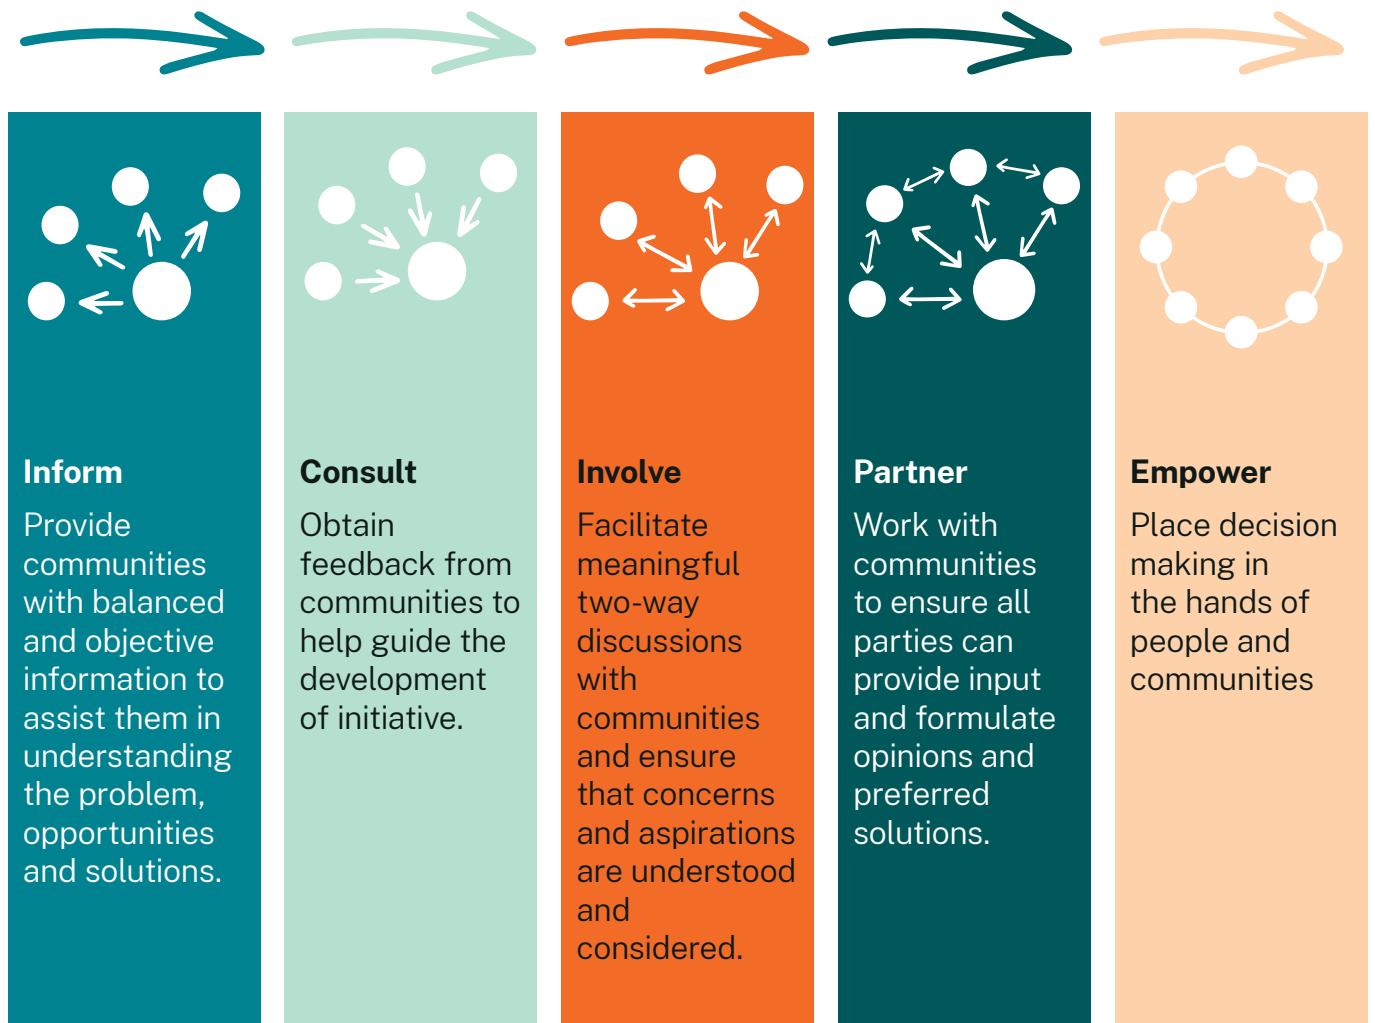 Inform
Provide
communities
with balanced
and objective
information to
assist them in
understanding
the problem,
opportunities
and solutions.
Consult
Obtain
feedback from
communities to
help guide the
development
of initiative.
Involve
Facilitate
meaningful
two-way
discussions
with
communities
and ensure
that concerns
and aspirations
are understood
and
considered.
Partner
Work with
communities
to ensure all
parties can
provide input
and formulate
opinions and
preferred
solutions.
Empower
Place decision
making in
the hands of
people and
communities